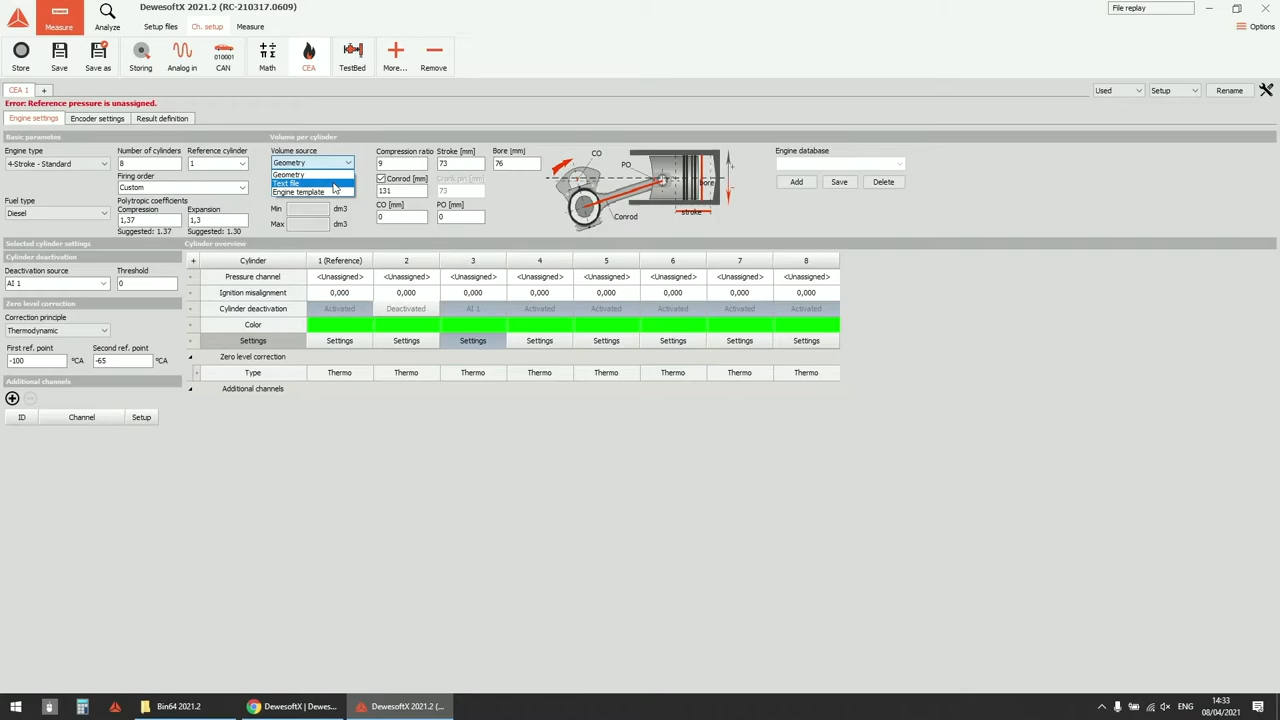 DewesoftX 2021.2 (RC-210317.0609)
File replay
Measure
Analyze
Setup files
Ch. setup
Measure
Options
Store
Save
Save as
Storing
Analog in
CAN
Math
CEA
TestBed
More...
Remove
CEA 1
+
Used
Setup
Rename
Error: Reference pressure is unassigned.
Engine settings
Encoder settings
Result definition
Basic parameters
Volume per cylinder
Engine type
4-Stroke - Standard
Number of cylinders
8
Reference cylinder
1
Firing order
Custom
Fuel type
Diesel
Polytropic coefficients
Compression
1,37
Suggested: 1.37
Expansion
1,3
Suggested: 1.30
Volume source
Geometry
Geometry
Text file
Engine template
Min
dm3
Max
dm3
Compression ratio
9
Stroke [mm]
73
Bore [mm]
76
Conrod [mm]
131
Crank pin [mm]
73
CO [mm]
0
PO [mm]
0
CO
PO
Bore
stroke
Conrod
Engine database
Add
Save
Delete
Selected cylinder settings
Cylinder deactivation
Deactivation source
AI 1
Threshold
0
Zero level correction
Correction principle
Thermodynamic
First ref. point
-100
ºCA
Second ref. point
-65
ºCA
Additional channels
ID
Channel
Setup
Cylinder overview
+ Cylinder 1 (Reference) 2 3 4 5 6 7 8
Pressure channel <Unassigned> <Unassigned> <Unassigned> <Unassigned> <Unassigned> <Unassigned> <Unassigned> <Unassigned>
Ignition misalignment 0,000 0,000 0,000 0,000 0,000 0,000 0,000 0,000
Cylinder deactivation Activated Deactivated AI 1 Activated Activated Activated Activated Activated
Color
Settings Settings Settings Settings Settings Settings Settings Settings Settings
Zero level correction
Type Thermo Thermo Thermo Thermo Thermo Thermo Thermo Thermo
Additional channels
Bin64 2021.2
DewesoftX | Dewes...
DewesoftX 2021.2 (...
ENG
14:33
08/04/2021
010001